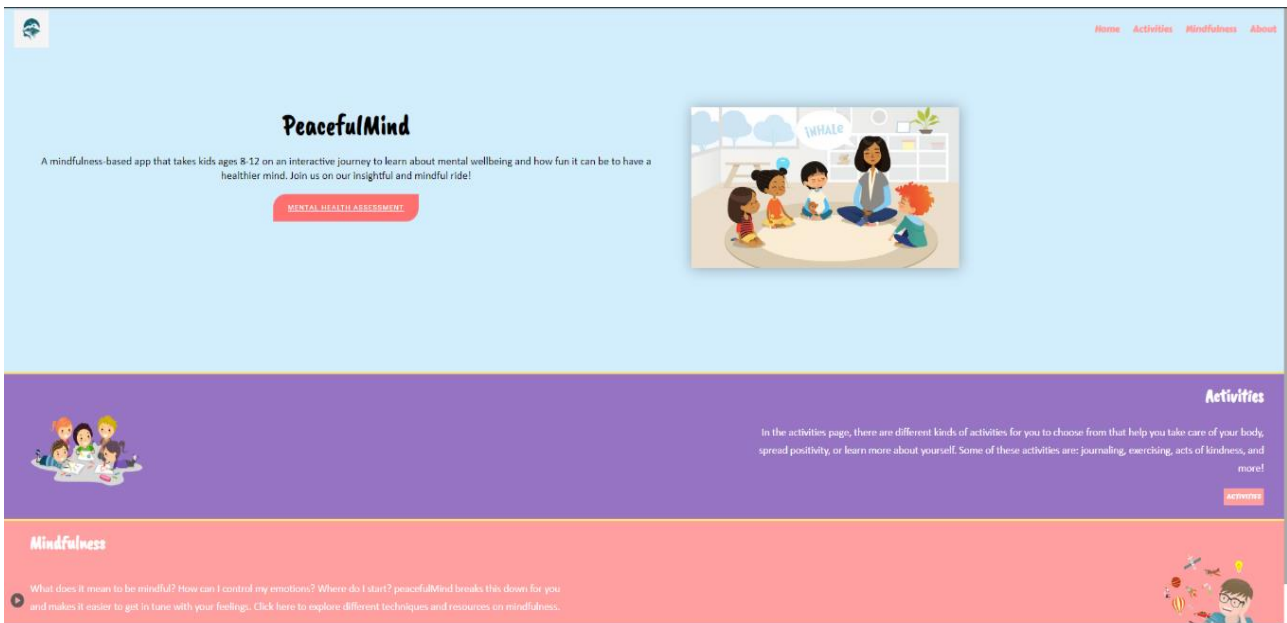 Home Activities Mindfulness About
PeacefulMind
INHALE
A mindfulness-based app that takes kids ages 8-12 on an interactive journey to learn about mental wellbeing and how fun it can be to have a
healthier mind. Join us on our insightful and mindful ride!
MENTAL HEALTH ASSESSMENT
Activities
In the activities page, there are different kinds of activities for you to choose from that help you take care of your body,
spread positivity, or learn more about yourself. Some of these activities are: journaling, exercising, acts of kindness, and
more!
ACTIVITIES
Mindfulness
What does it mean to be mindful? How can I control my emotions? Where do I start? peacefulMind breaks this down for you
and makes it easier to get in tune with your feelings. Click here to explore different techniques and resources on mindfulness.